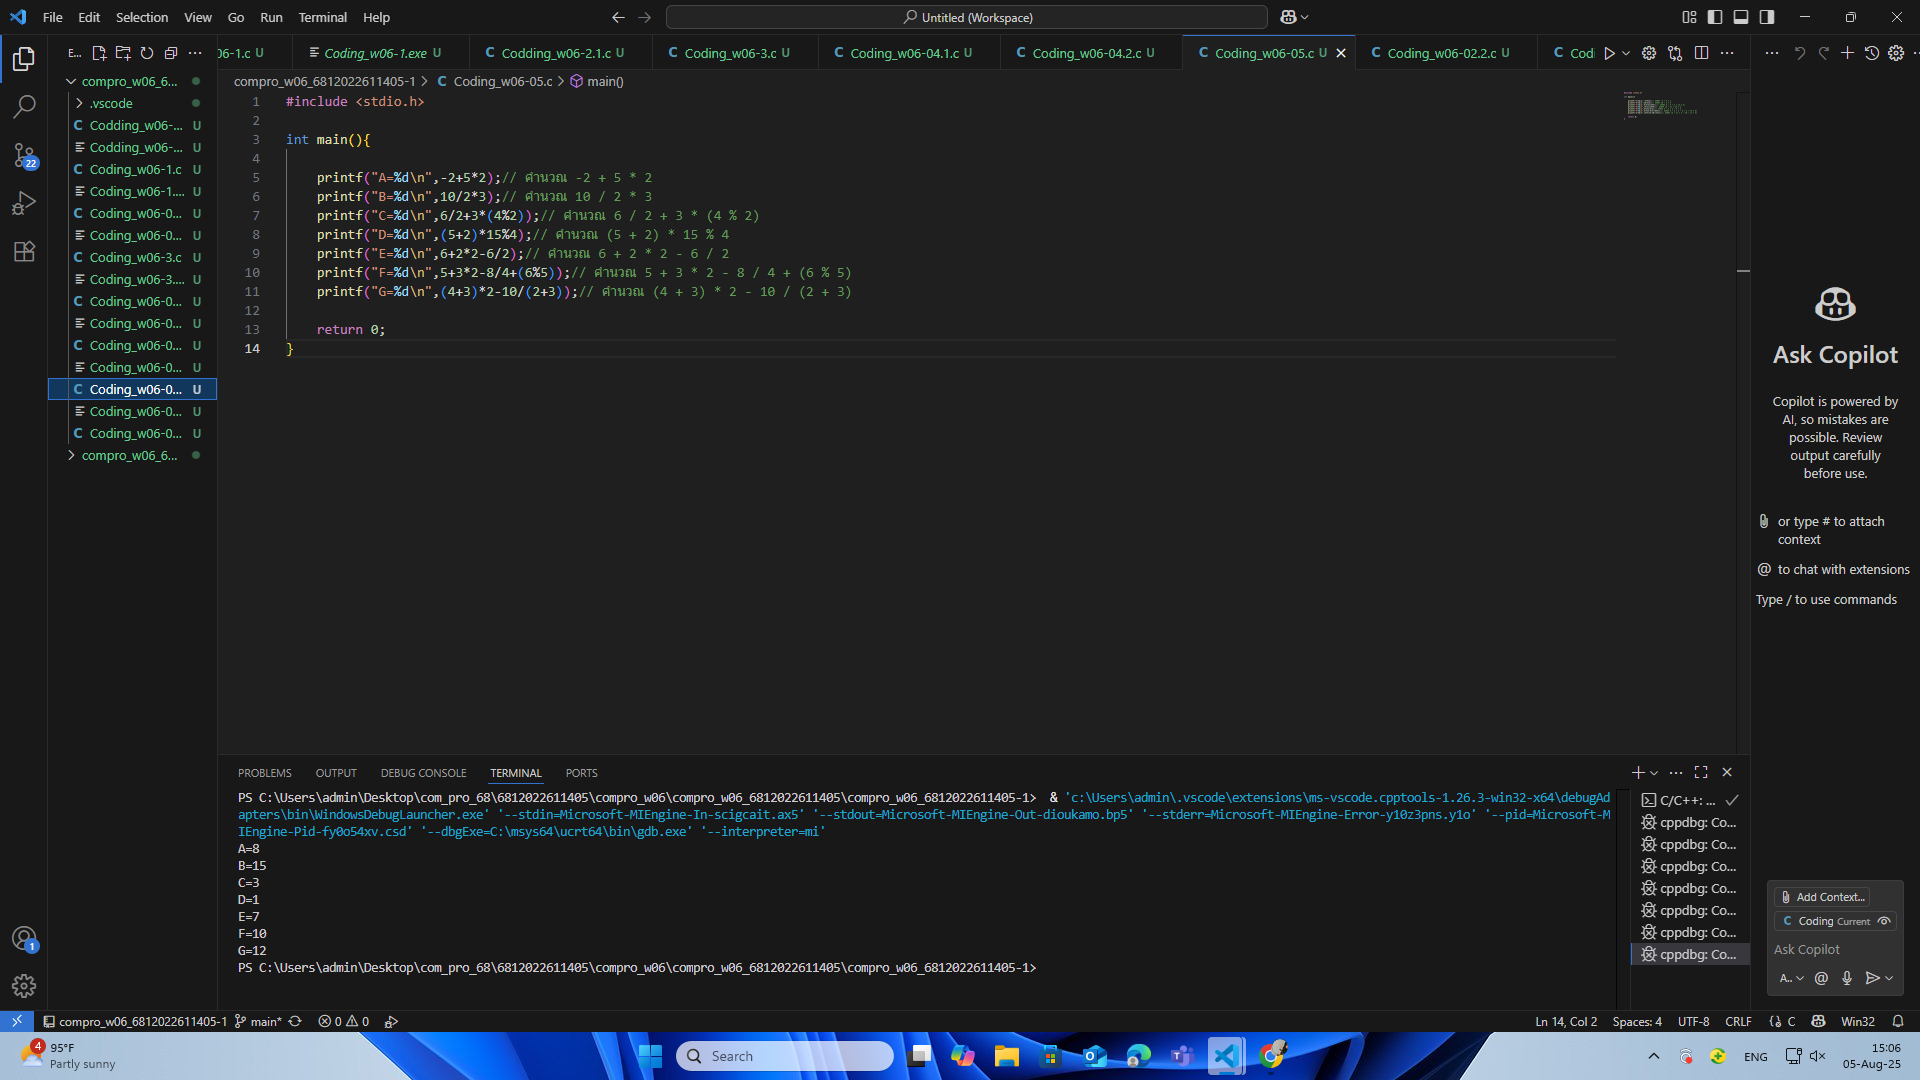 File Edit Selection View Go Run Terminal Help
Untitled (Workspace)
E...
-1.c U
Coding_w06-1.exe U
Codding_w06-2.1.c U
Coding_w06-3.c U
Coding_w06-04.1.c U
Coding_w06-04.2.c U
Coding_w06-05.c U
Coding_w06-02.2.c U
Codi
compro_w06_6...
.vscode
Codding_w06-... U
Codding_w06-... U
Coding_w06-1.c U
Coding_w06-1.... U
Coding_w06-0... U
Coding_w06-0... U
Coding_w06-3.c U
Coding_w06-3.... U
Coding_w06-0... U
Coding_w06-0... U
Coding_w06-0... U
Coding_w06-0... U
Coding_w06-0... U
Coding_w06-0... U
Coding_w06-0... U
compro_w06_6...
22
1
compro_w06_6812022611405-1 > C Coding_w06-05.c > main()
1 #include <stdio.h>
2
3 int main(){
4
5 printf("A=%d\n",-2+5*2);// คำนวณ -2 + 5 * 2
6 printf("B=%d\n",10/2*3);// คำนวณ 10 / 2 * 3
7 printf("C=%d\n",6/2+3*(4%2));// คำนวณ 6 / 2 + 3 * (4 % 2)
8 printf("D=%d\n",(5+2)*15%4);// คำนวณ (5 + 2) * 15 % 4
9 printf("E=%d\n",6+2*2-6/2);// คำนวณ 6 + 2 * 2 - 6 / 2
10 printf("F=%d\n",5+3*2-8/4+(6%5));// คำนวณ 5 + 3 * 2 - 8 / 4 + (6 % 5)
11 printf("G=%d\n",(4+3)*2-10/(2+3));// คำนวณ (4 + 3) * 2 - 10 / (2 + 3)
12
13 return 0;
14 }
PROBLEMS OUTPUT DEBUG CONSOLE TERMINAL PORTS
PS C:\Users\admin\Desktop\com_pro_68\6812022611405\compro_w06\compro_w06_6812022611405\compro_w06_6812022611405-1> & 'c:\Users\admin\.vscode\extensions\ms-vscode.cpptools-1.26.3-win32-x64\debugAd
apters\bin\WindowsDebugLauncher.exe' '--stdin=Microsoft-MIEngine-In-scigcait.ax5' '--stdout=Microsoft-MIEngine-Out-dioukamo.bp5' '--stderr=Microsoft-MIEngine-Error-y10z3pns.y1o' '--pid=Microsoft-M
IEngine-Pid-fy0o54xv.csd' '--dbgExe=C:\msys64\ucrt64\bin\gdb.exe' '--interpreter=mi'
A=8
B=15
C=3
D=1
E=7
F=10
G=12
PS C:\Users\admin\Desktop\com_pro_68\6812022611405\compro_w06\compro_w06_6812022611405\compro_w06_6812022611405-1>
C/C++: ...
cppdbg: Co...
cppdbg: Co...
cppdbg: Co...
cppdbg: Co...
cppdbg: Co...
cppdbg: Co...
cppdbg: Co...
Ask Copilot
Copilot is powered by
AI, so mistakes are
possible. Review
output carefully
before use.
or type # to attach
context
@ to chat with extensions
Type / to use commands
Add Context...
C Coding Current
Ask Copilot
A..
compro_w06_6812022611405-1 main* 0 0
Ln 14, Col 2 Spaces: 4 UTF-8 CRLF C Win32
4
95°F
Partly sunny
Search
ENG
15:06
05-Aug-25